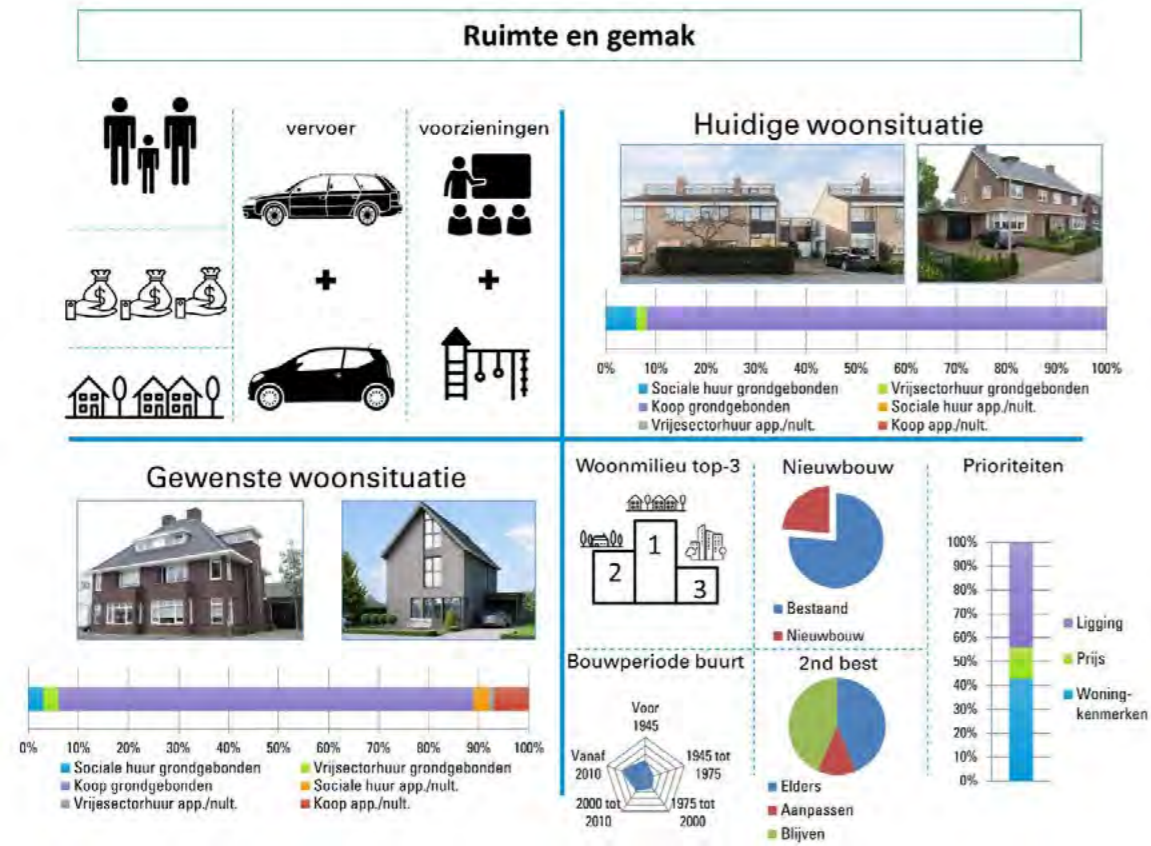 Ruimte en gemak
vervoer
voorzieningen
Huidige woonsituatie
0% 10% 20% 30% 40% 50% 60% 70% 80% 90% 100%
Sociale huur grondgebonden
Vrijsectorhuur grondgebonden
Koop grondgebonden
Sociale huur app./nult.
Vrijesectorhuur app./nult.
Koop app./nult.
Gewenste woonsituatie
0% 10% 20% 30% 40% 50% 60% 70% 80% 90% 100%
Sociale huur grondgebonden
Vrijsectorhuur grondgebonden
Koop grondgebonden
Sociale huur app./nult.
Vrijesectorhuur app./nult.
Koop app./nult.
Woonmilieu top-3
1
2
3
Nieuwbouw
Bestaand
Nieuwbouw
Bouwperiode buurt
Voor
1945
1945 tot
1975
1975 tot
2000
2000 tot
2010
Vanaf
2010
2nd best
Elders
Aanpassen
Blijven
Prioriteiten
100%
90%
80%
70%
60%
50%
40%
30%
20%
10%
0%
Ligging
Prijs
Woning-
kenmerken